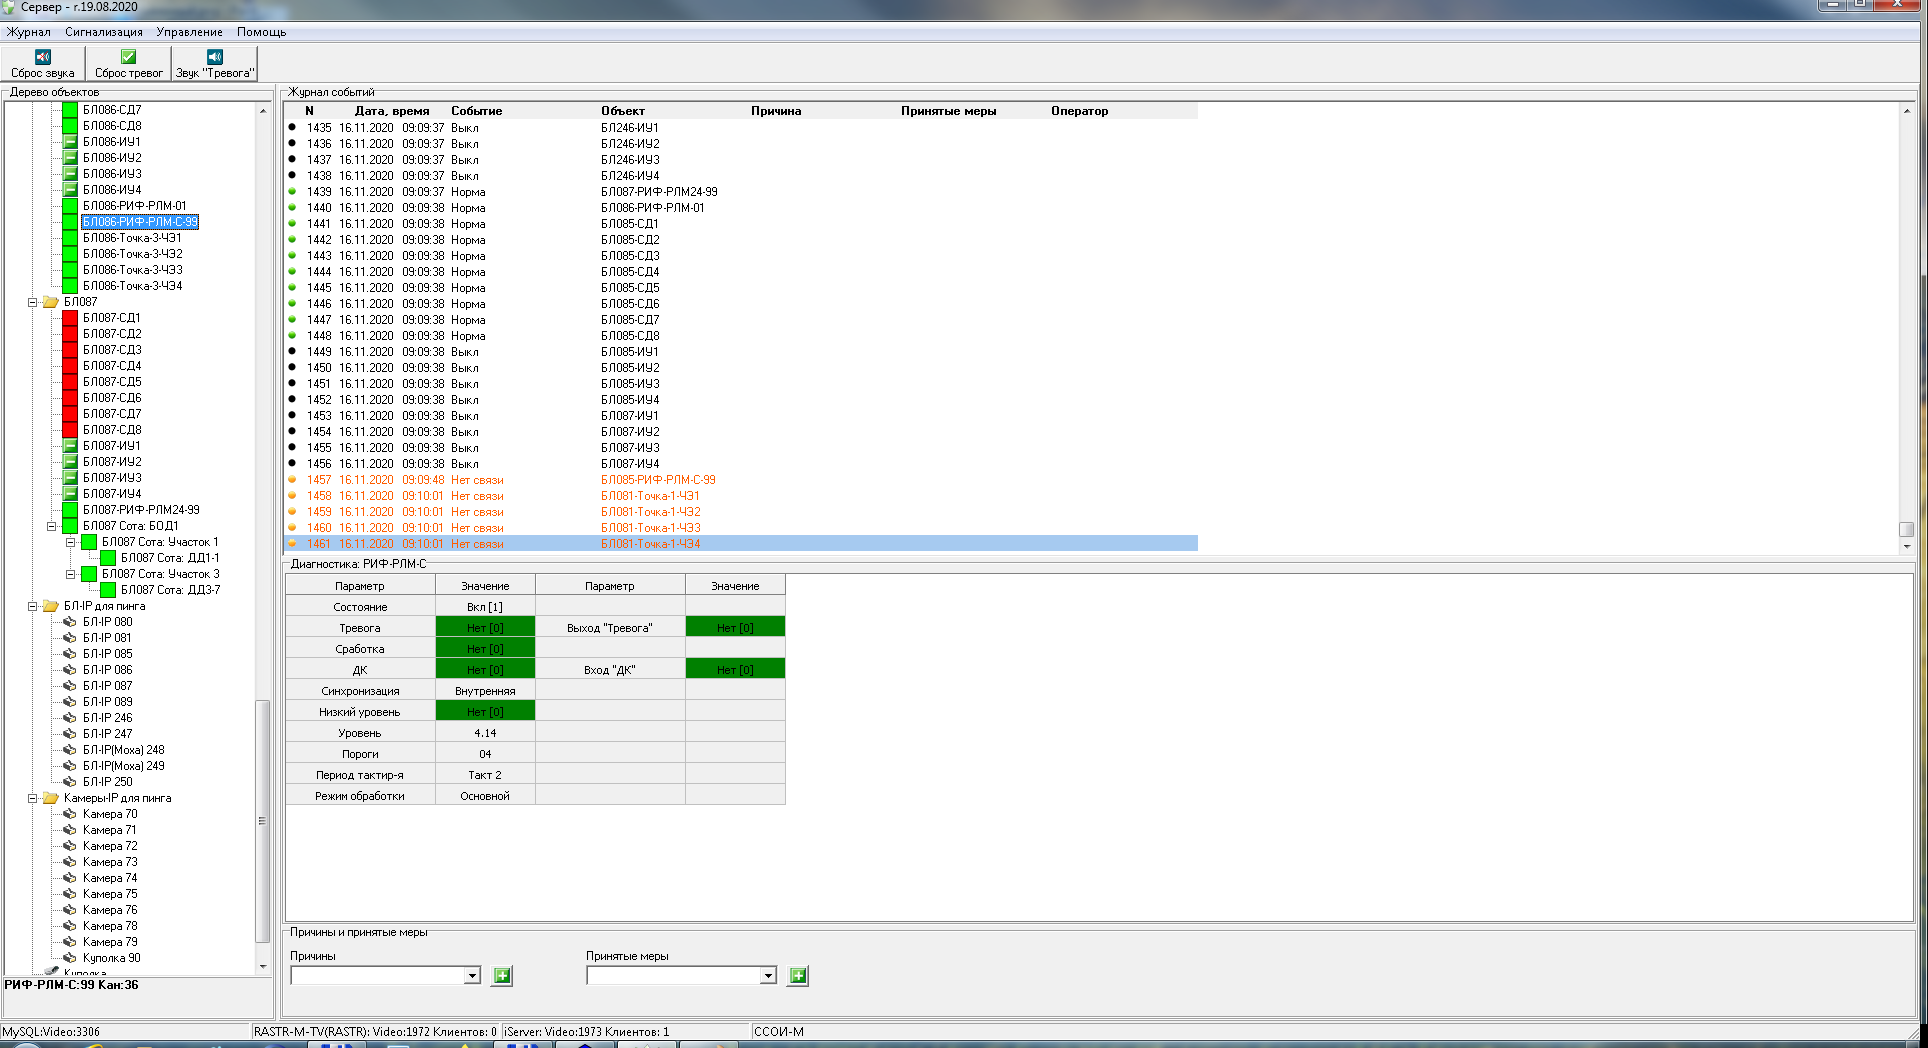 Сервер - г.19.08.2020
Журнал Сигнализация Управление Помощь
Сброс звука Сброс тревог Звук "Тревога"
Дерево объектов
БЛ086-СД7
БЛ086-СД8
БЛ086-ИУ1
БЛ086-ИУ2
БЛ086-ИУ3
БЛ086-ИУ4
БЛ086-РИФ-РЛМ-01
БЛ086-РИФ-РЛМ-С-99
БЛ086-Точка-3-ЧЭ1
БЛ086-Точка-3-ЧЭ2
БЛ086-Точка-3-ЧЭ3
БЛ086-Точка-3-ЧЭ4
БЛ087
БЛ087-СД1
БЛ087-СД2
БЛ087-СД3
БЛ087-СД4
БЛ087-СД5
БЛ087-СД6
БЛ087-СД7
БЛ087-СД8
БЛ087-ИУ1
БЛ087-ИУ2
БЛ087-ИУ3
БЛ087-ИУ4
БЛ087-РИФ-РЛМ24-99
БЛ087 Сота: БОД1
БЛ087 Сота: Участок 1
БЛ087 Сота: ДД1-1
БЛ087 Сота: Участок 3
БЛ087 Сота: ДД3-7
БЛ-IP для пинга
БЛ-IP 080
БЛ-IP 081
БЛ-IP 085
БЛ-IP 086
БЛ-IP 087
БЛ-IP 089
БЛ-IP 246
БЛ-IP 247
БЛ-IP(Моха) 248
БЛ-IP(Моха) 249
БЛ-IP 250
Камеры-IP для пинга
Камера 70
Камера 71
Камера 72
Камера 73
Камера 74
Камера 75
Камера 76
Камера 78
Камера 79
Куполка 90
Куполка
РИФ-РЛМ-С:99 Кан:36
Журнал событий
N Дата, время Событие Объект Причина Принятые меры Оператор
1435 16.11.2020 09:09:37 Выкл БЛ246-ИУ1
1436 16.11.2020 09:09:37 Выкл БЛ246-ИУ2
1437 16.11.2020 09:09:37 Выкл БЛ246-ИУ3
1438 16.11.2020 09:09:37 Выкл БЛ246-ИУ4
1439 16.11.2020 09:09:37 Норма БЛ087-РИФ-РЛМ24-99
1440 16.11.2020 09:09:38 Норма БЛ086-РИФ-РЛМ-01
1441 16.11.2020 09:09:38 Норма БЛ085-СД1
1442 16.11.2020 09:09:38 Норма БЛ085-СД2
1443 16.11.2020 09:09:38 Норма БЛ085-СД3
1444 16.11.2020 09:09:38 Норма БЛ085-СД4
1445 16.11.2020 09:09:38 Норма БЛ085-СД5
1446 16.11.2020 09:09:38 Норма БЛ085-СД6
1447 16.11.2020 09:09:38 Норма БЛ085-СД7
1448 16.11.2020 09:09:38 Норма БЛ085-СД8
1449 16.11.2020 09:09:38 Выкл БЛ085-ИУ1
1450 16.11.2020 09:09:38 Выкл БЛ085-ИУ2
1451 16.11.2020 09:09:38 Выкл БЛ085-ИУ3
1452 16.11.2020 09:09:38 Выкл БЛ085-ИУ4
1453 16.11.2020 09:09:38 Выкл БЛ087-ИУ1
1454 16.11.2020 09:09:38 Выкл БЛ087-ИУ2
1455 16.11.2020 09:09:38 Выкл БЛ087-ИУ3
1456 16.11.2020 09:09:38 Выкл БЛ087-ИУ4
1457 16.11.2020 09:09:48 Нет связи БЛ085-РИФ-РЛМ-С-99
1458 16.11.2020 09:10:01 Нет связи БЛ081-Точка-1-ЧЭ1
1459 16.11.2020 09:10:01 Нет связи БЛ081-Точка-1-ЧЭ2
1460 16.11.2020 09:10:01 Нет связи БЛ081-Точка-1-ЧЭ3
1461 16.11.2020 09:10:01 Нет связи БЛ081-Точка-1-ЧЭ4
Диагностика: РИФ-РЛМ-С
Параметр Значение Параметр Значение
Состояние Вкл [1]
Тревога Нет [0] Выход "Тревога" Нет [0]
Сработка Нет [0]
ДК Нет [0] Вход "ДК" Нет [0]
Синхронизация Внутренняя
Низкий уровень Нет [0]
Уровень 4.14
Пороги 04
Период тактир-я Такт 2
Режим обработки Основной
Причины и принятые меры
Причины Принятые меры
MySQL:Video:3306 RASTR-M-TV(RASTR): Video:1972 Клиентов: 0 iServer: Video:1973 Клиентов: 1 ССОИ-М